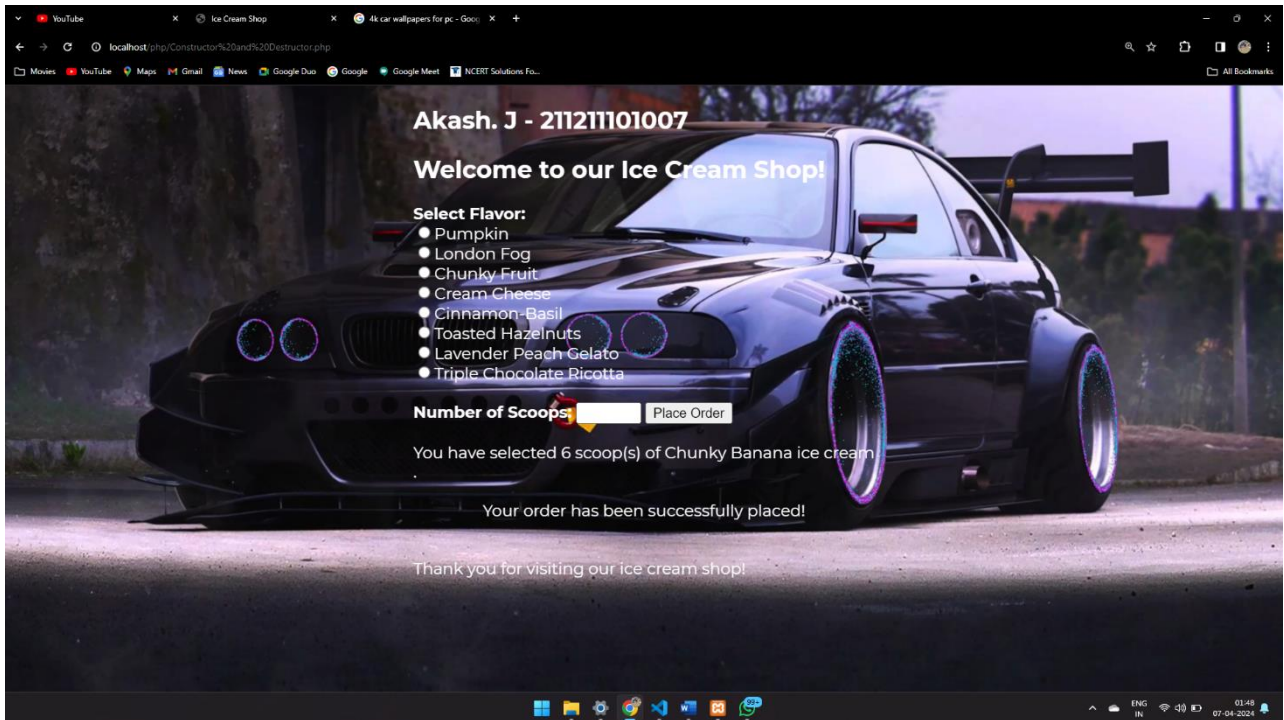 YouTube
Ice Cream Shop
4k car wallpapers for pc - Goog
localhost/php/Constructor%20and%20Destructor.php
Movies YouTube Maps Gmail News Google Duo Google Google Meet NCERT Solutions Fo... All Bookmarks
Akash. J - 211211101007
Welcome to our Ice Cream Shop!
Select Flavor:
Pumpkin
London Fog
Chunky Fruit
Cream Cheese
Cinnamon-Basil
Toasted Hazelnuts
Lavender Peach Gelato
Triple Chocolate Ricotta
Number of Scoops: Place Order
You have selected 6 scoop(s) of Chunky Banana ice cream
.
Your order has been successfully placed!
Thank you for visiting our ice cream shop!
99+
ENG
IN
01:48
07-04-2024